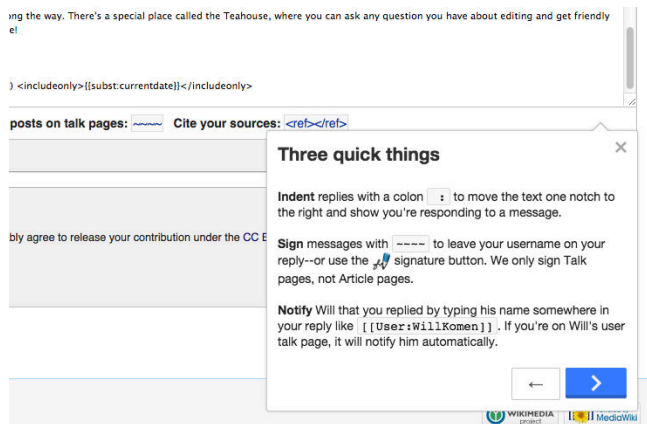 ong the way. There's a special place called the Teahouse, where you can ask any question you have about editing and get friendly
e!
) <includeonly>{{subst:currentdate}}</includeonly>
posts on talk pages: ~~~~ Cite your sources: <ref></ref>
Three quick things
Indent replies with a colon : to move the text one notch to
the right and show you're responding to a message.
Sign messages with ~~~~ to leave your username on your
reply--or use the signature button. We only sign Talk
pages, not Article pages.
bly agree to release your contribution under the CC B
Notify Will that you replied by typing his name somewhere in
your reply like [[User:WillKomen]]. If you're on Will's user
talk page, it will notify him automatically.
WIKIMEDIA
project
MediaWiki